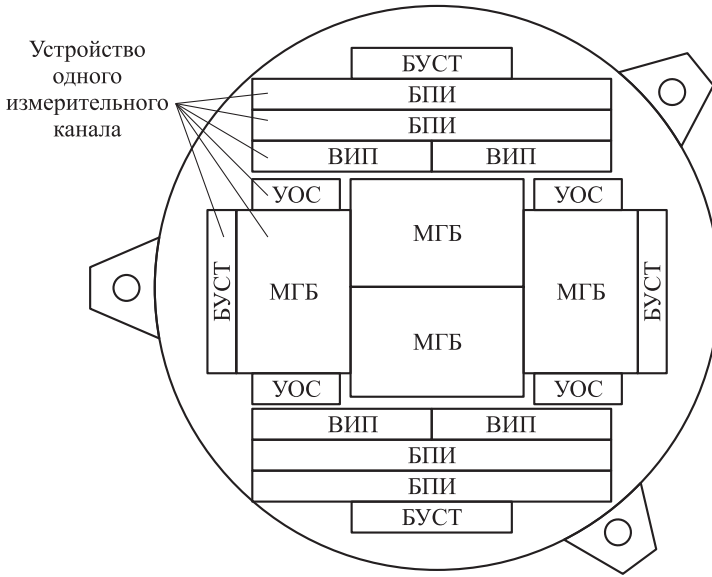 Устройство
одного
измерительного
канала
БУСТ
БПИ
БПИ
ВИП ВИП
УОС УОС
МГБ
БУСТ МГБ МГБ БУСТ
МГБ
УОС УОС
ВИП ВИП
БПИ
БПИ
БУСТ